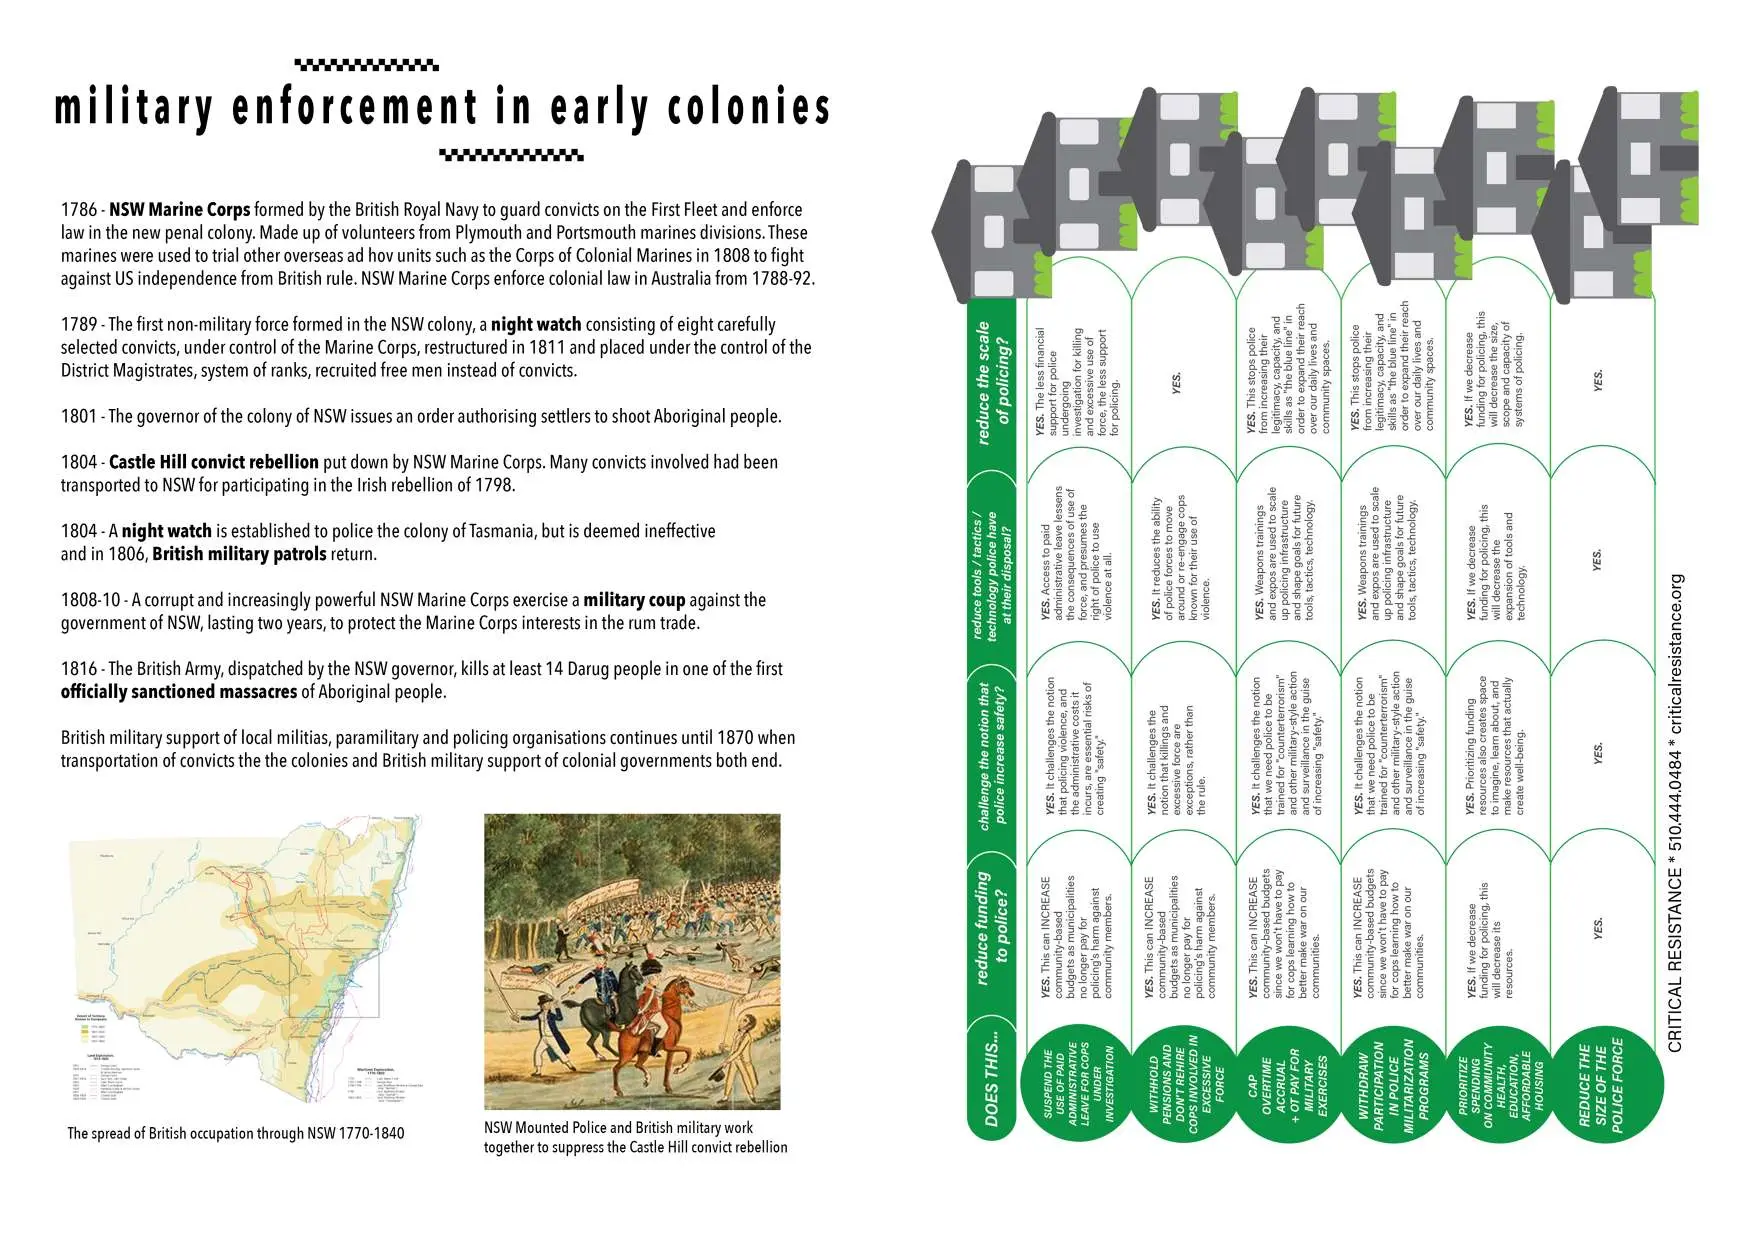 military enforcement in early colonies
1786 - NSW Marine Corps formed by the British Royal Navy to guard convicts on the First Fleet and enforce
law in the new penal colony. Made up of volunteers from Plymouth and Portsmouth marines divisions. These
marines were used to trial other overseas ad hov units such as the Corps of Colonial Marines in 1808 to fight
against US independence from British rule. NSW Marine Corps enforce colonial law in Australia from 1788-92.
1789 - The first non-military force formed in the NSW colony, a night watch consisting of eight carefully
selected convicts, under control of the Marine Corps, restructured in 1811 and placed under the control of the
District Magistrates, system of ranks, recruited free men instead of convicts.
1801 - The governor of the colony of NSW issues an order authorising settlers to shoot Aboriginal people.
1804 - Castle Hill convict rebellion put down by NSW Marine Corps. Many convicts involved had been
transported to NSW for participating in the Irish rebellion of 1798.
1804 - A night watch is established to police the colony of Tasmania, but is deemed ineffective
and in 1806, British military patrols return.
1808-10 - A corrupt and increasingly powerful NSW Marine Corps exercise a military coup against the
government of NSW, lasting two years, to protect the Marine Corps interests in the rum trade.
1816 - The British Army, dispatched by the NSW governor, kills at least 14 Darug people in one of the first
officially sanctioned massacres of Aboriginal people.
British military support of local militias, paramilitary and policing organisations continues until 1870 when
transportation of convicts the the colonies and British military support of colonial governments both end.
The spread of British occupation through NSW 1770-1840
NSW Mounted Police and British military work
together to suppress the Castle Hill convict rebellion
DOES THIS...
reduce funding
to police?
challenge the notion that
police increase safety?
reduce tools / tactics /
technology police have
at their disposal?
reduce the scale
of policing?
SUSPEND THE
USE OF PAID
ADMINISTRATIVE
LEAVE FOR COPS
UNDER
INVESTIGATION
YES. This can INCREASE
community-based
budgets as municipalities
no longer pay for
policing's harm against
community members.
YES. It challenges the notion
that policing violence, and
the administrative costs it
incurs, are essential risks of
creating "safety."
YES. Access to paid
administrative leave lessens
the consequences of use of
force, and presumes the
right of police to use
violence at all.
YES. The less financial
support for police
undergoing
investigation for killing
and excessive use of
force, the less support
for policing.
WITHHOLD
PENSIONS AND
DON'T REHIRE
COPS INVOLVED IN
EXCESSIVE
FORCE
YES. This can INCREASE
community-based
budgets as municipalities
no longer pay for
policing's harm against
community members.
YES. It challenges the
notion that killings and
excessive force are
exceptions, rather than
the rule.
YES. It reduces the ability
of police forces to move
around or re-engage cops
known for their use of
violence.
YES.
CAP
OVERTIME
ACCRUAL
+ OT PAY FOR
MILITARY
EXERCISES
YES. This can INCREASE
community-based budgets
since we won't have to pay
for cops learning how to
better make war on our
communities.
YES. It challenges the notion
that we need police to be
trained for "counterterrorism"
and other military-style action
and surveillance in the guise
of increasing "safety."
YES. Weapons trainings
and expos are used to scale
up policing infrastructure
and shape goals for future
tools, tactics, technology.
YES. This stops police
from increasing their
legitimacy, capacity, and
skills as "the blue line" in
order to expand their reach
over our daily lives and
community spaces.
WITHDRAW
PARTICIPATION
IN POLICE
MILITARIZATION
PROGRAMS
YES. This can INCREASE
community-based budgets
since we won't have to pay
for cops learning how to
better make war on our
communities.
YES. It challenges the notion
that we need police to be
trained for "counterterrorism"
and other military-style action
and surveillance in the guise
of increasing "safety."
YES. Weapons trainings
and expos are used to scale
up policing infrastructure
and shape goals for future
tools, tactics, technology.
YES. This stops police
from increasing their
legitimacy, capacity, and
skills as "the blue line" in
order to expand their reach
over our daily lives and
community spaces.
PRIORITIZE
SPENDING
ON COMMUNITY
HEALTH,
EDUCATION,
AFFORDABLE
HOUSING
YES. If we decrease
funding for policing, this
will decrease its
resources.
YES. Prioritizing funding
resources also creates space
to imagine, learn about, and
make resources that actually
create well-being.
YES. If we decrease
funding for policing, this
will decrease the
expansion of tools and
technology.
YES. If we decrease
funding for policing, this
will decrease the size,
scope and capacity of
systems of policing.
REDUCE THE
SIZE OF THE
POLICE FORCE
YES.
YES.
YES.
YES.
CRITICAL RESISTANCE * 510.444.0484 * criticalresistance.org